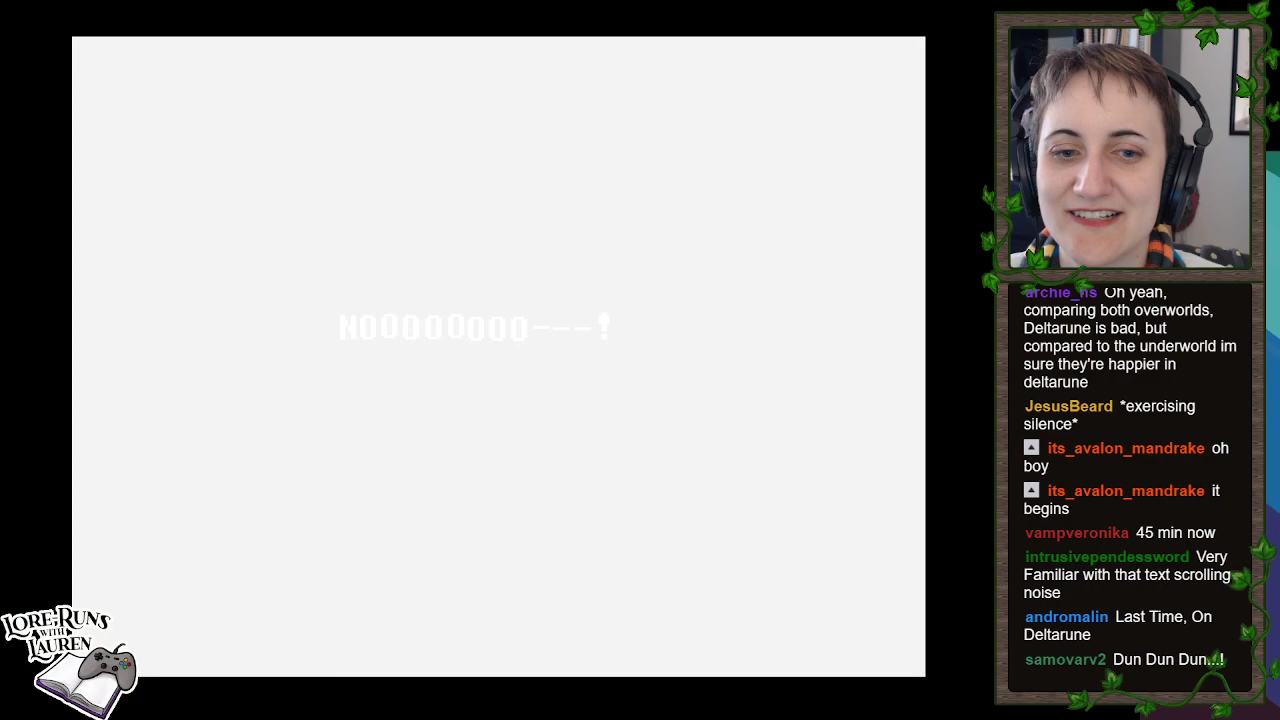 NOOOOOOOO---!
archie_ns Oh yeah,
comparing both overworlds,
Deltarune is bad, but
compared to the underworld im
sure they're happier in
deltarune
JesusBeard *exercising
silence*
its_avalon_mandrake oh
boy
its_avalon_mandrake it
begins
vampveronika 45 min now
intrusivependessword Very
Familiar with that text scrolling
noise
andromalin Last Time, On
Deltarune
samovarv2 Dun Dun Dun...!
LORE-RUNS
WITH
LAUREN